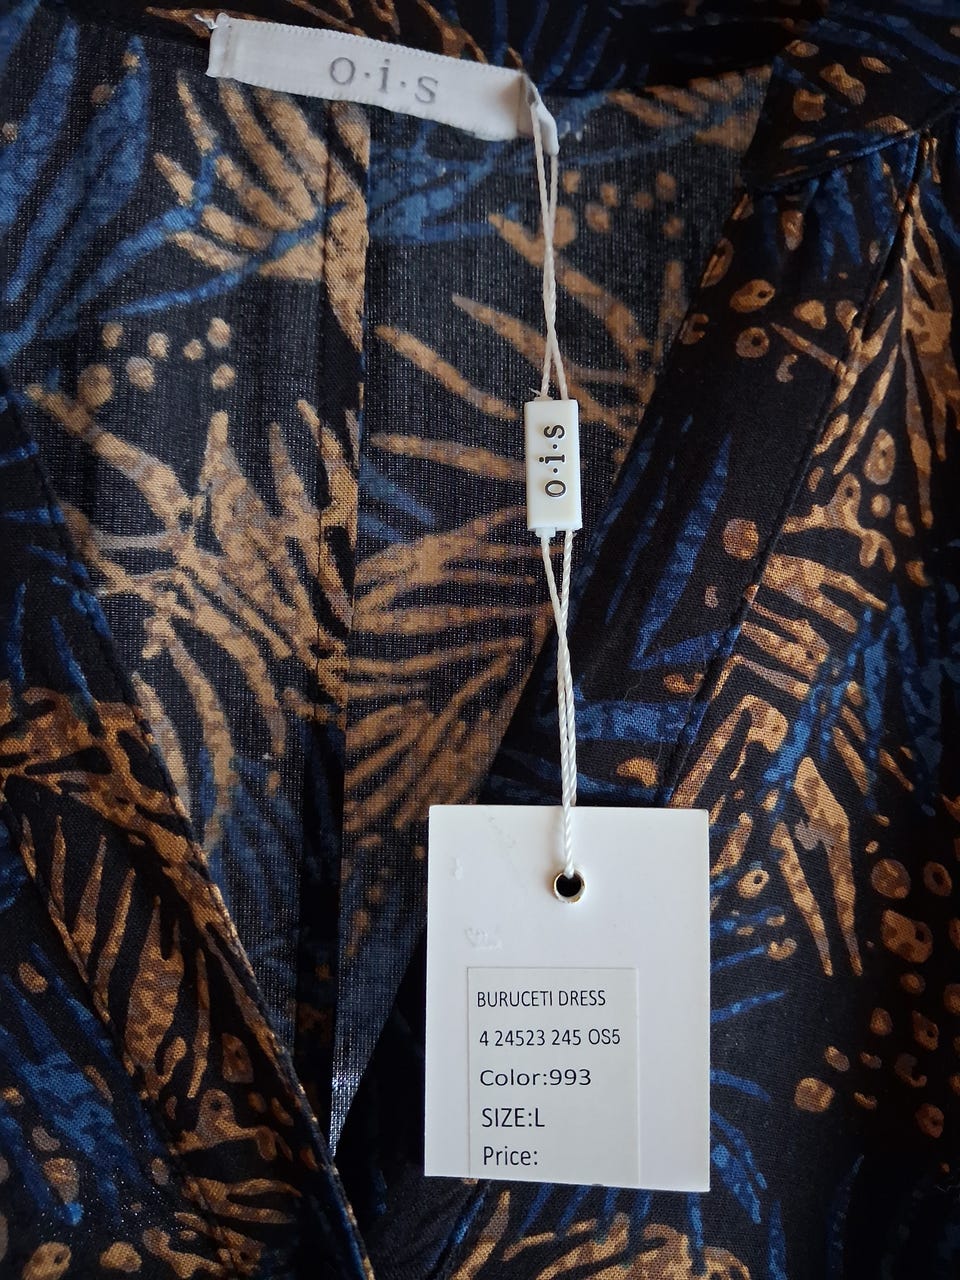 o·i·s
o·i·s
BURUCETI DRESS
4 24523 245 OS5
Color:993
SIZE:L
Price: